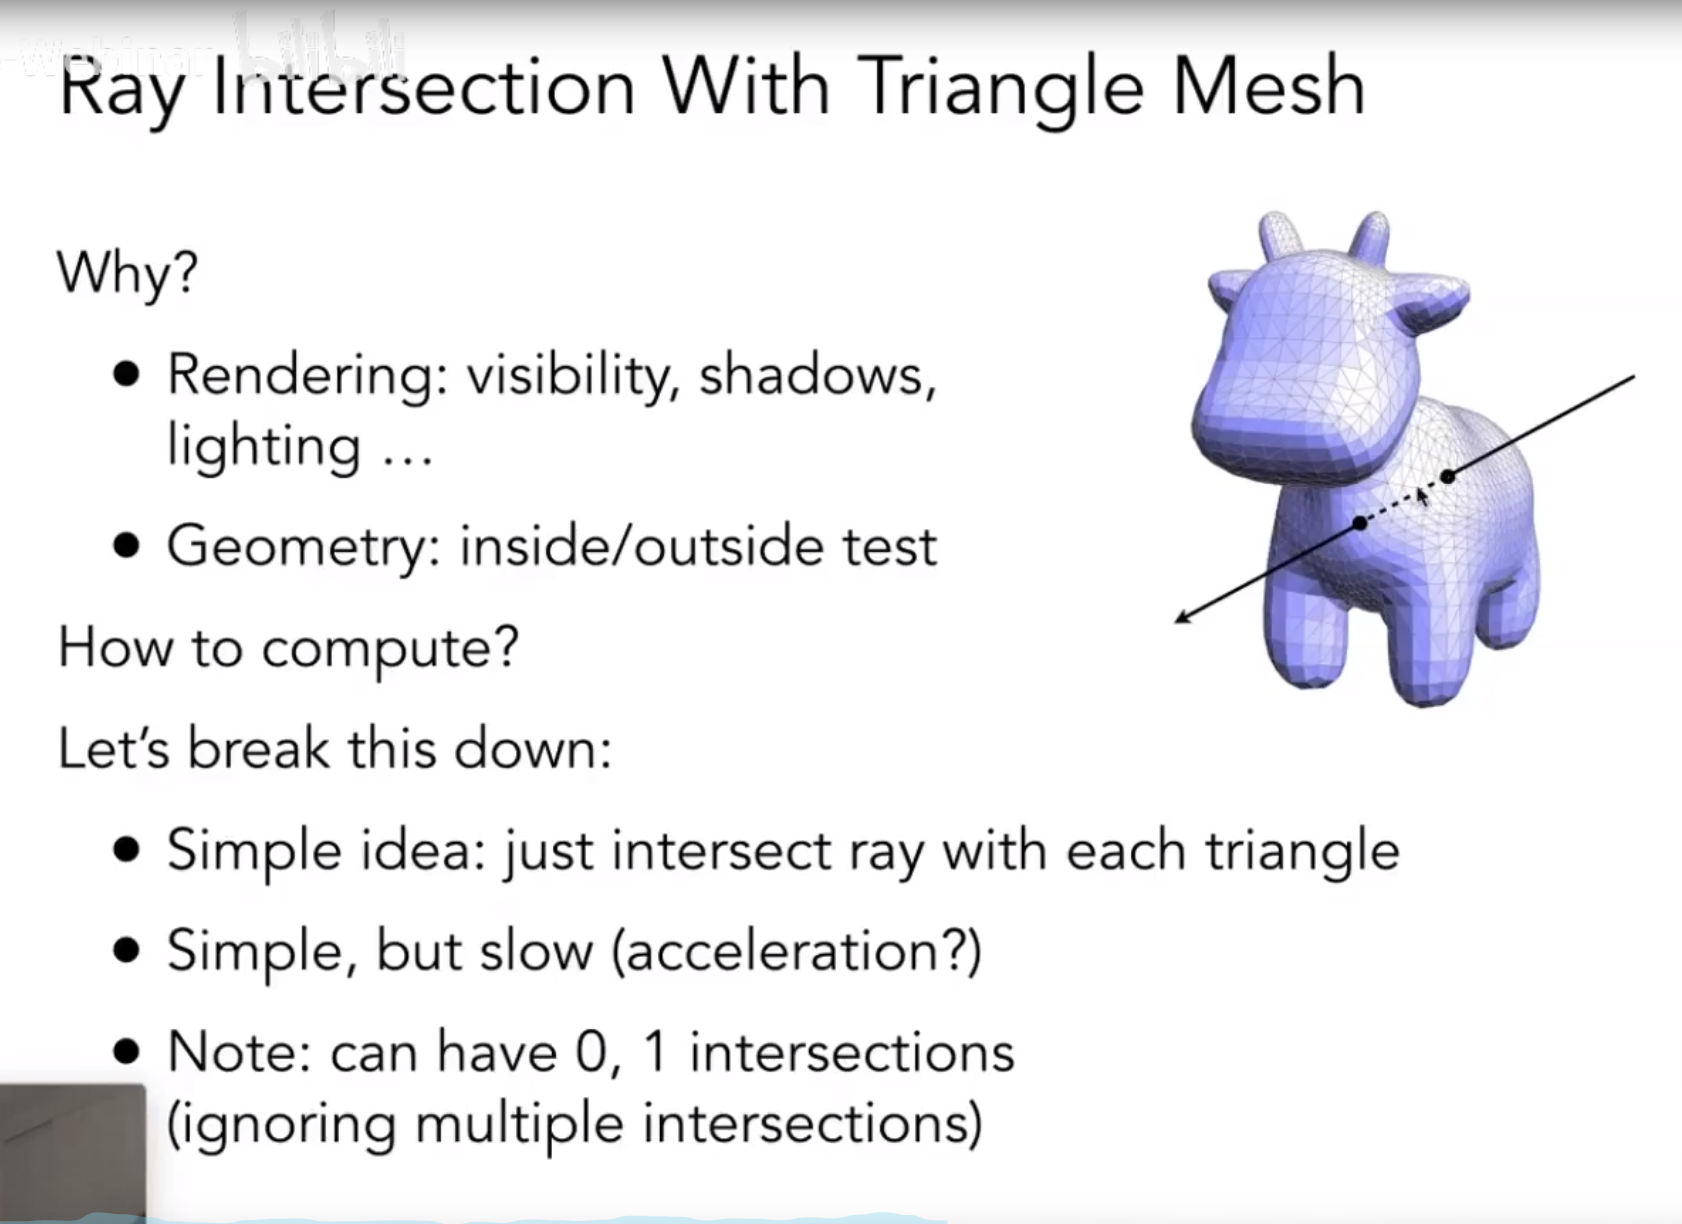 -Webinar bilibili
Ray Intersection With Triangle Mesh
Why?
● Rendering: visibility, shadows,
lighting …
● Geometry: inside/outside test
How to compute?
Let’s break this down:
● Simple idea: just intersect ray with each triangle
● Simple, but slow (acceleration?)
● Note: can have 0, 1 intersections
(ignoring multiple intersections)